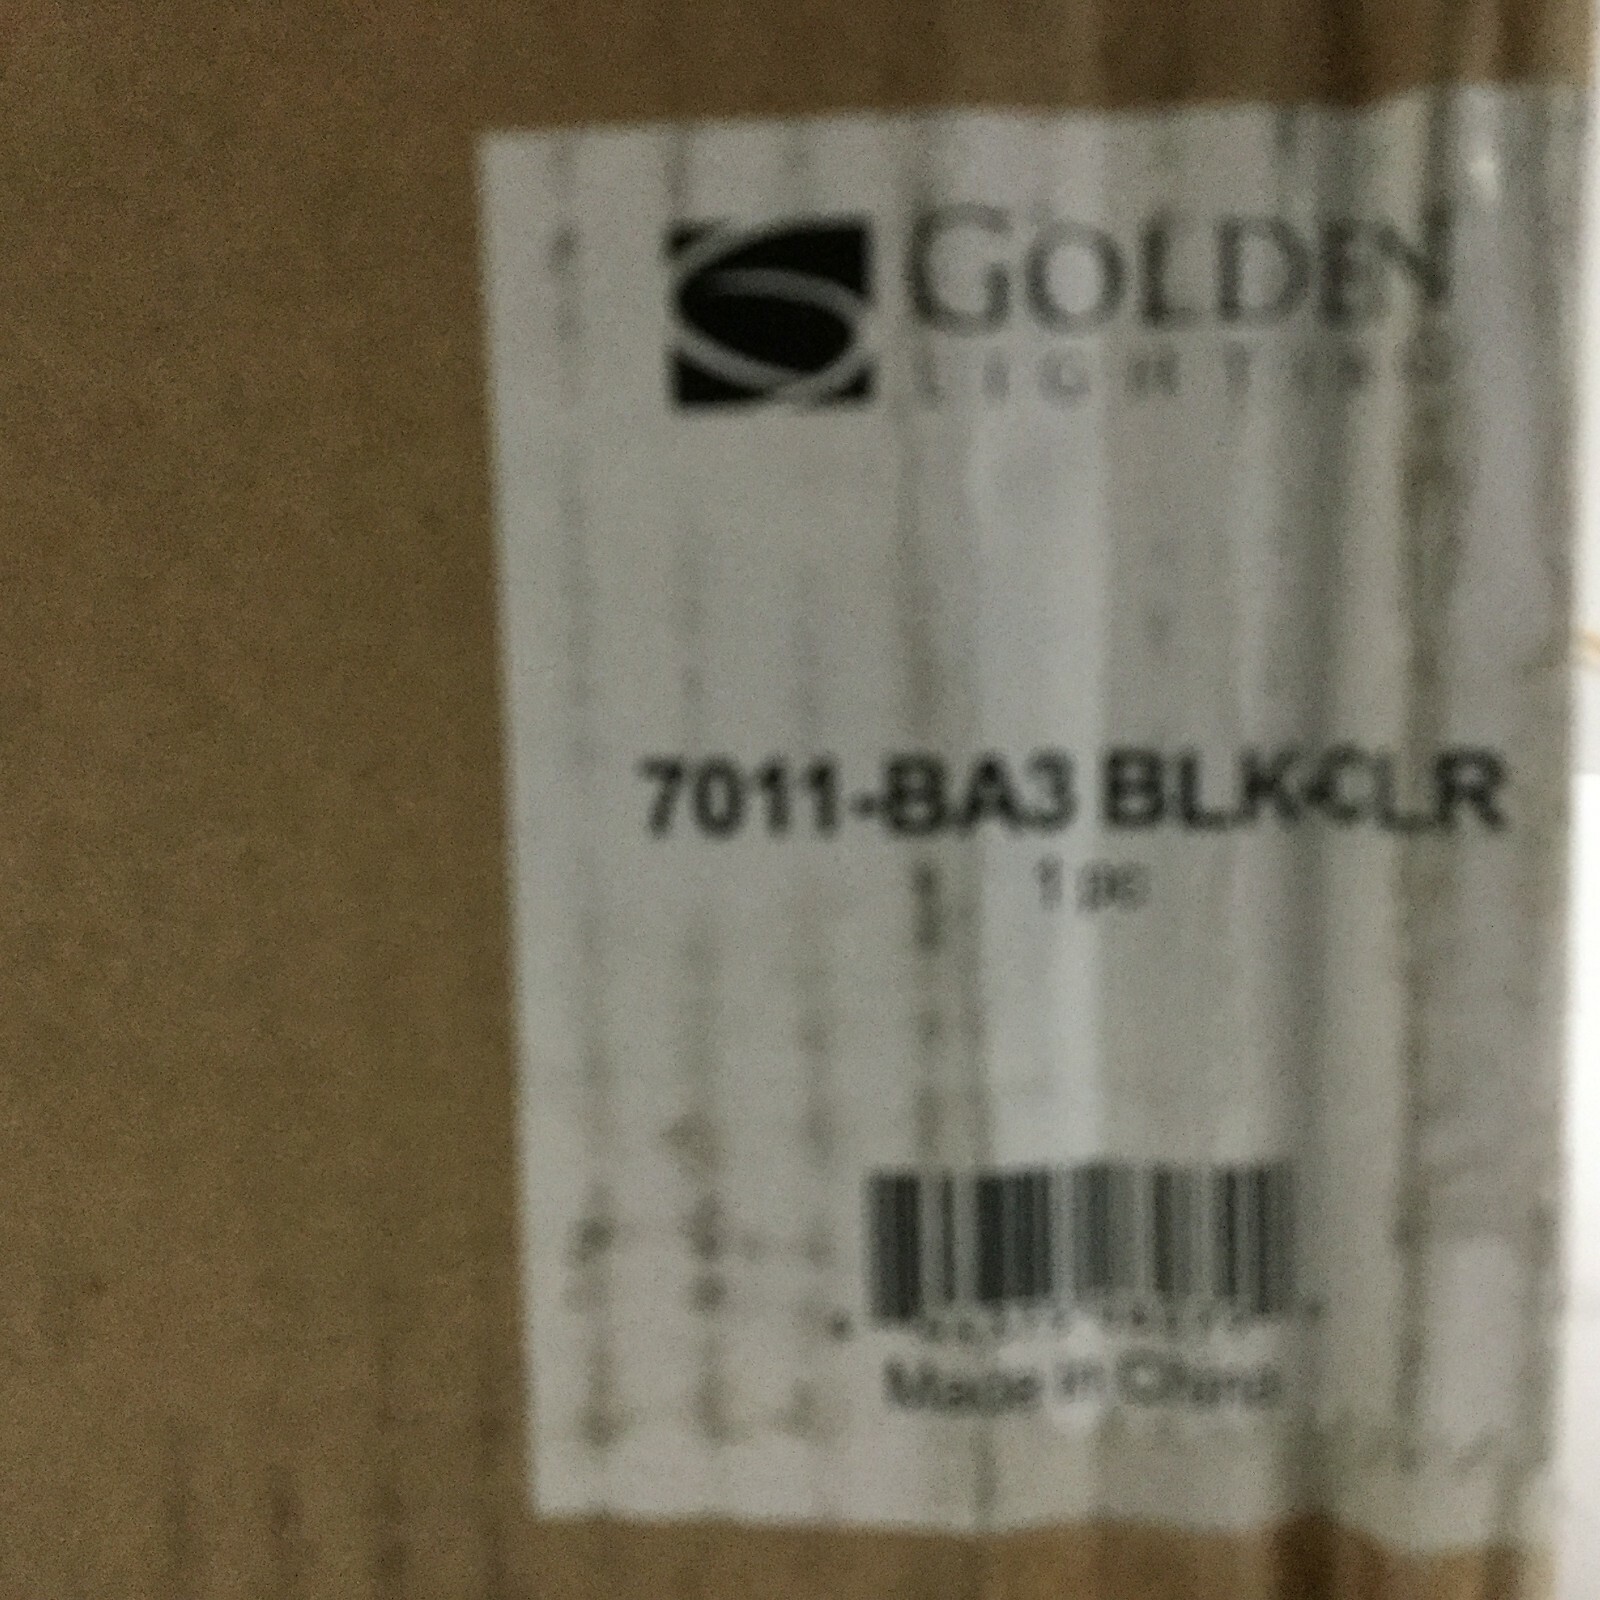 GOLDEN
LIGHTING
7011-BA3 BLK-CLR
1 pc
Made in China